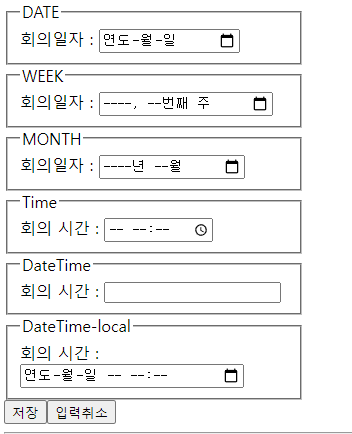 DATE
회의일자 : 연도-월-일
WEEK
회의일자 : ----, --번째 주
MONTH
회의일자 : ----년 --월
Time
회의 시간 : -- --:--
DateTime
회의 시간 :
DateTime-local
회의 시간 :
연도-월-일 -- --:--
저장 입력취소